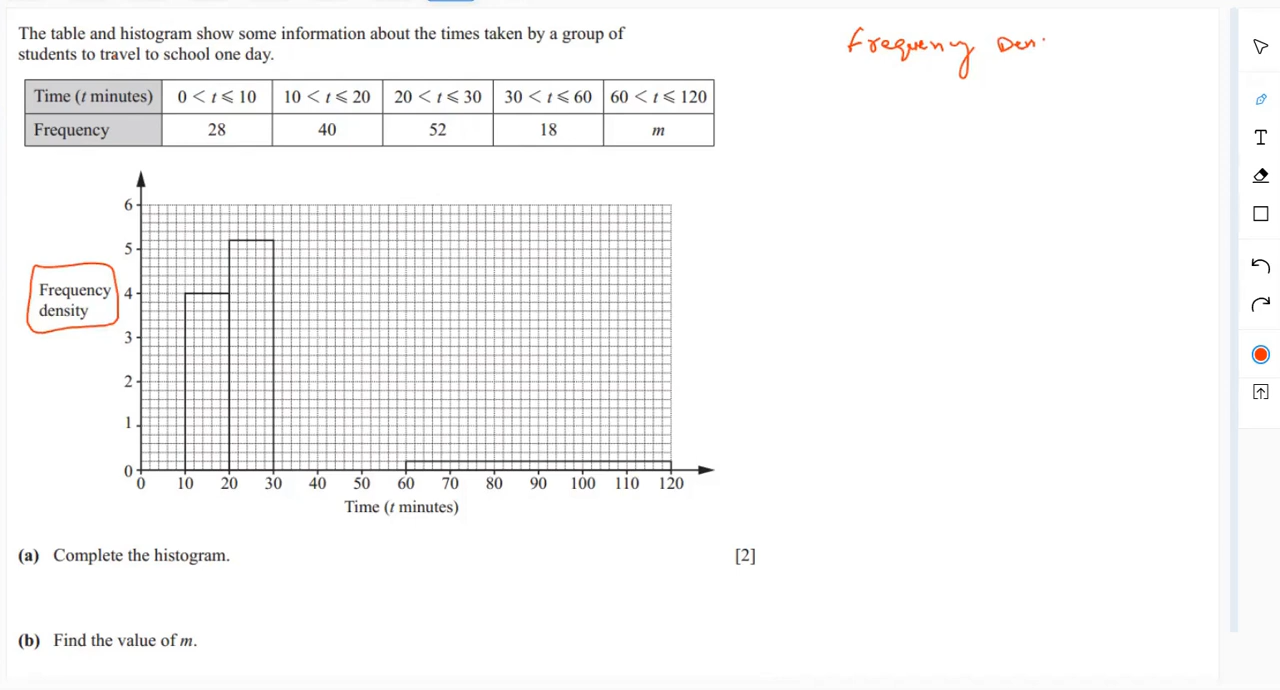 The table and histogram show some information about the times taken by a group of
students to travel to school one day.
Frequency Den.
Time (t minutes) 0 < t ⩽ 10 10 < t ⩽ 20 20 < t ⩽ 30 30 < t ⩽ 60 60 < t ⩽ 120
Frequency 28 40 52 18 m
6
5
Frequency
density
4
3
2
1
0
0 10 20 30 40 50 60 70 80 90 100 110 120
Time (t minutes)
(a) Complete the histogram. [2]
(b) Find the value of m.
T